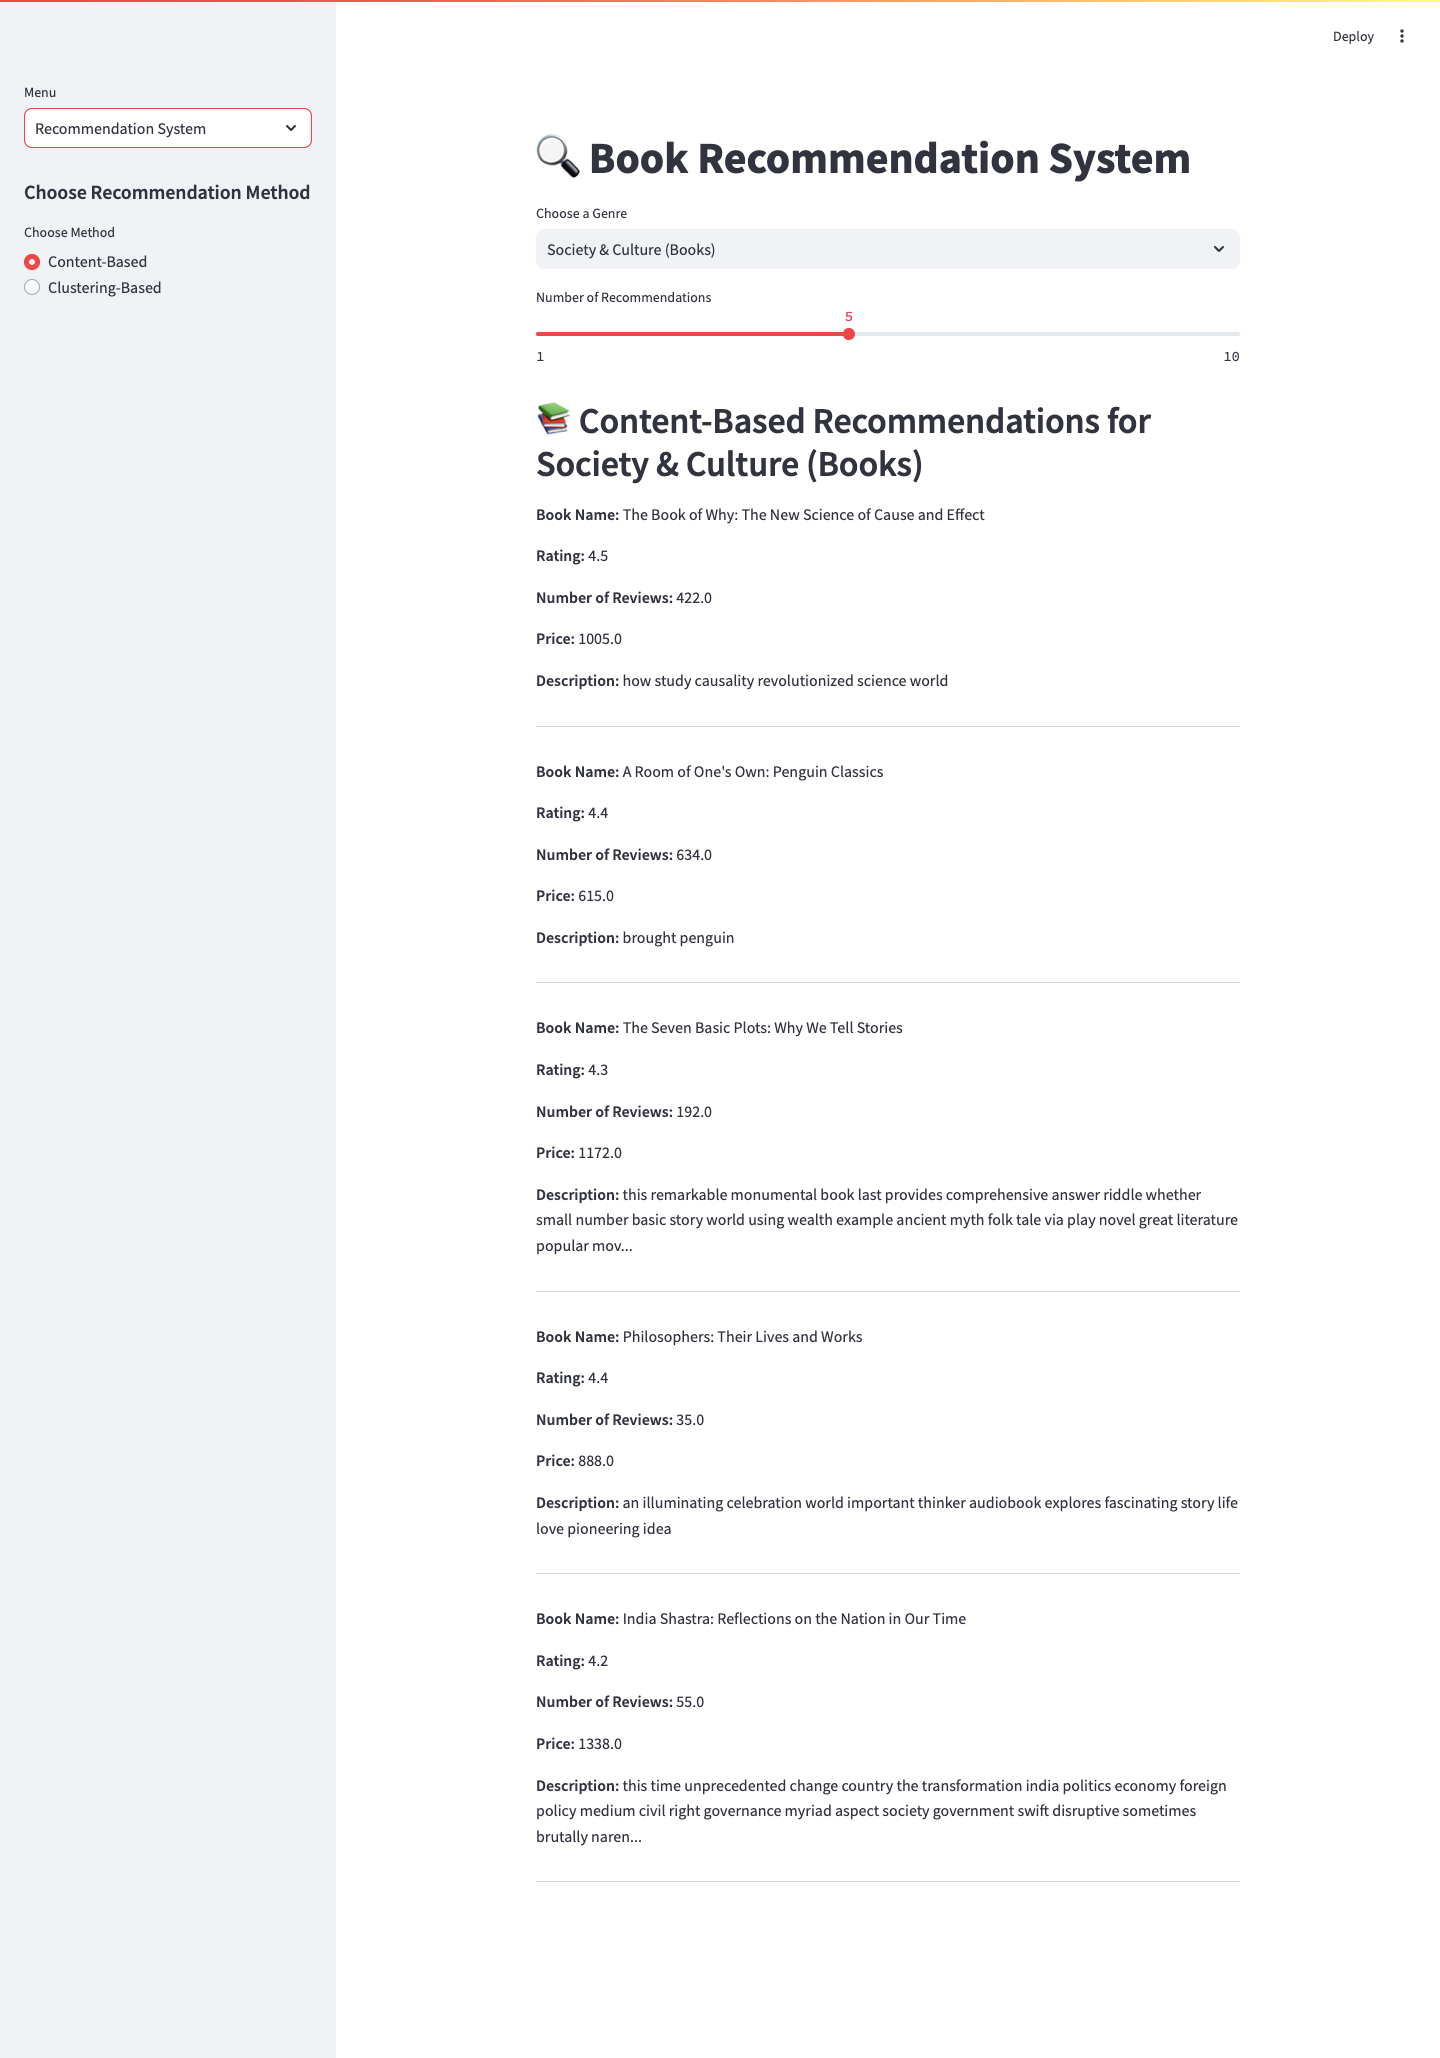 Deploy
Menu
Recommendation System
Choose Recommendation Method
Choose Method
Content-Based
Clustering-Based
Book Recommendation System
Choose a Genre
Society & Culture (Books)
Number of Recommendations
5
1 10
Content-Based Recommendations for
Society & Culture (Books)
Book Name: The Book of Why: The New Science of Cause and Effect
Rating: 4.5
Number of Reviews: 422.0
Price: 1005.0
Description: how study causality revolutionized science world
Book Name: A Room of One's Own: Penguin Classics
Rating: 4.4
Number of Reviews: 634.0
Price: 615.0
Description: brought penguin
Book Name: The Seven Basic Plots: Why We Tell Stories
Rating: 4.3
Number of Reviews: 192.0
Price: 1172.0
Description: this remarkable monumental book last provides comprehensive answer riddle whether
small number basic story world using wealth example ancient myth folk tale via play novel great literature
popular mov...
Book Name: Philosophers: Their Lives and Works
Rating: 4.4
Number of Reviews: 35.0
Price: 888.0
Description: an illuminating celebration world important thinker audiobook explores fascinating story life
love pioneering idea
Book Name: India Shastra: Reflections on the Nation in Our Time
Rating: 4.2
Number of Reviews: 55.0
Price: 1338.0
Description: this time unprecedented change country the transformation india politics economy foreign
policy medium civil right governance myriad aspect society government swift disruptive sometimes
brutally naren...